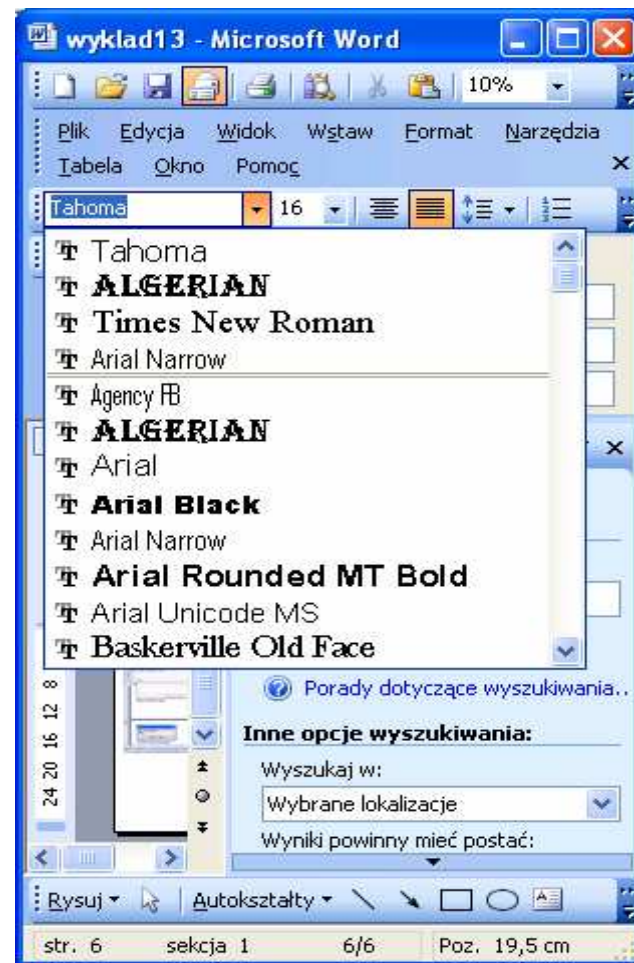 wyklad13 - Microsoft Word
10%
Plik Edycja Widok Wstaw Format Narzędzia
Tabela Okno Pomoc
Tahoma 16
Tahoma
ALGERIAN
Times New Roman
Arial Narrow
Agency FB
ALGERIAN
Arial
Arial Black
Arial Narrow
Arial Rounded MT Bold
Arial Unicode MS
Baskerville Old Face
Porady dotyczące wyszukiwania..
Inne opcje wyszukiwania:
Wyszukaj w:
Wybrane lokalizacje
Wyniki powinny mieć postać:
8
12
16
20
24
Rysuj Autokształty
str. 6 sekcja 1 6/6 Poz. 19,5 cm